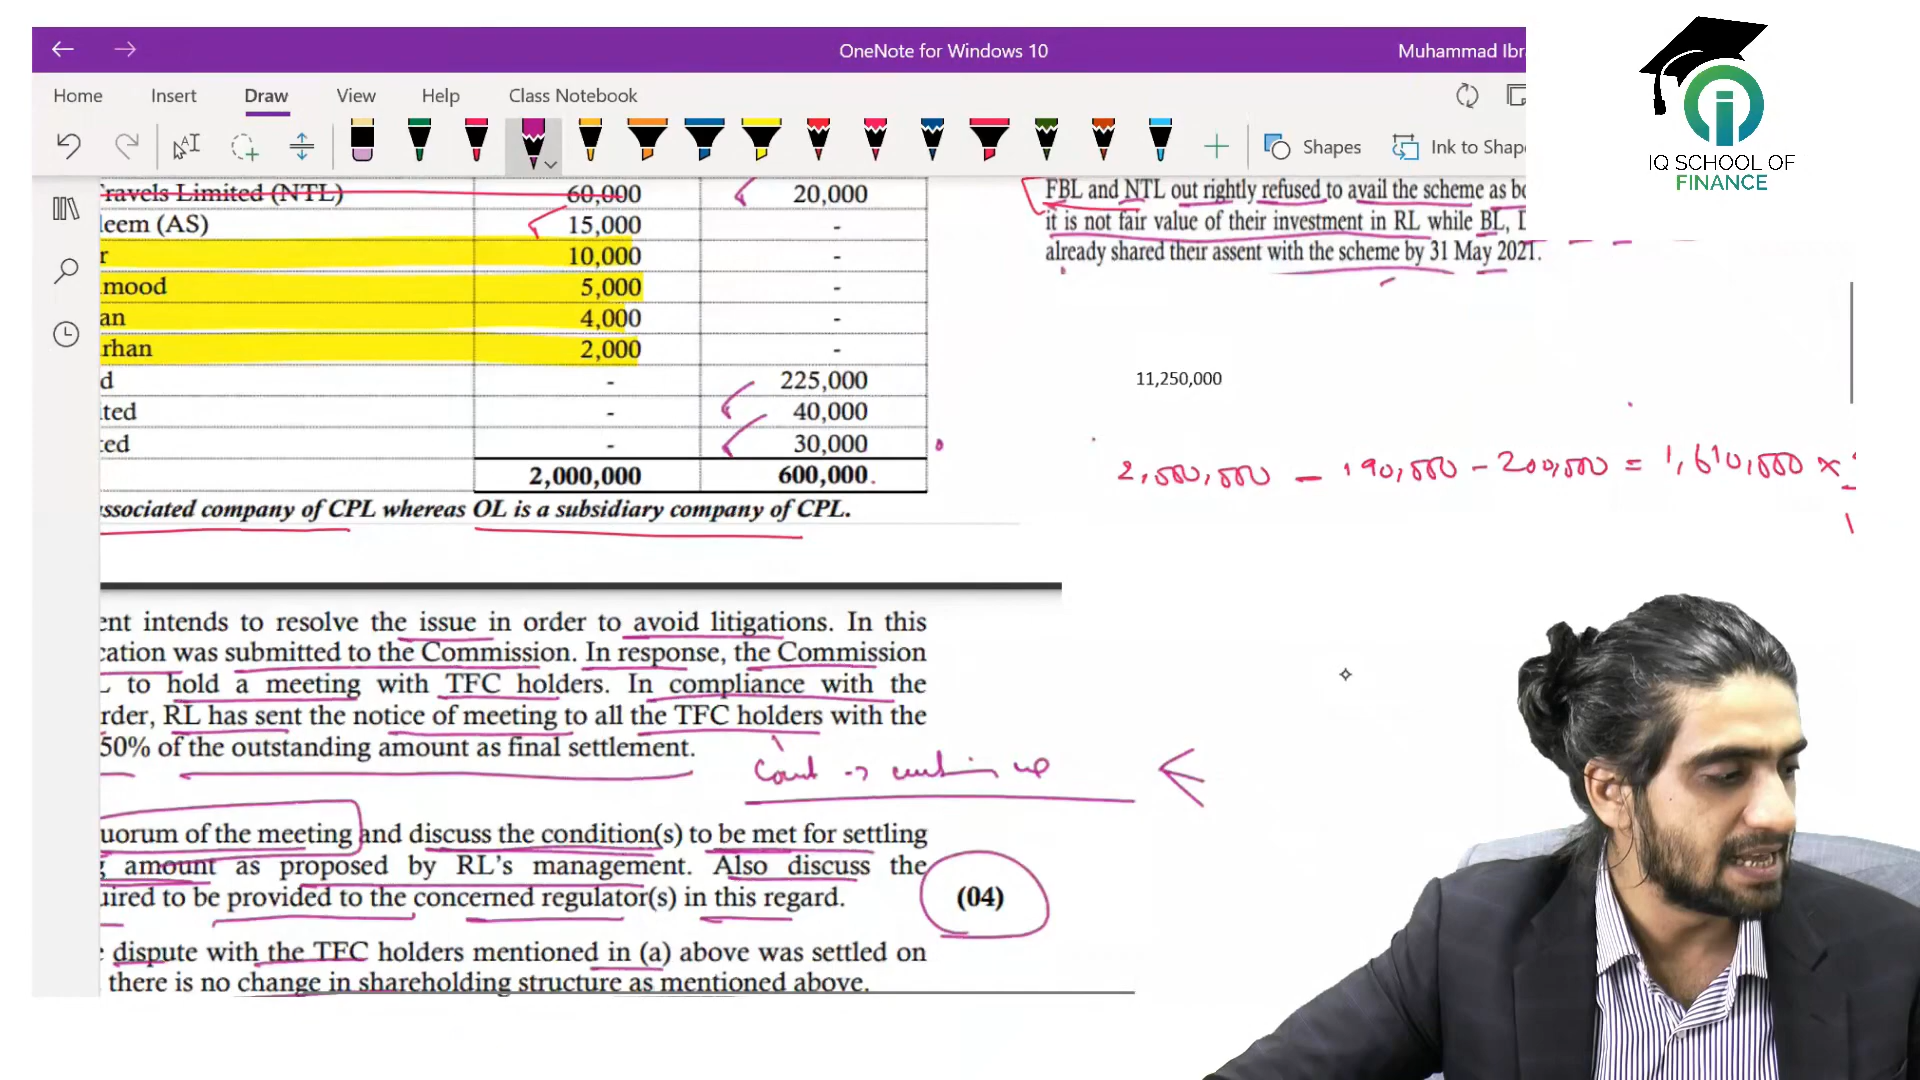 OneNote for Windows 10
Muhammad Ibr
Home Insert Draw View Help Class Notebook
Shapes
Ink to Shap
IQ SCHOOL OF
FINANCE
ravels Limited (NTL) 60,000 20,000
leem (AS) 15,000 -
r 10,000 -
mood 5,000 -
an 4,000 -
rhan 2,000 -
d - 225,000
ted - 40,000
ed - 30,000
2,000,000 600,000
ssociated company of CPL whereas OL is a subsidiary company of CPL.
FBL and NTL out rightly refused to avail the scheme as bo
it is not fair value of their investment in RL while BL,
already shared their assent with the scheme by 31 May 2021.
11,250,000
2,000,000 - 190,000 - 200,000 = 1,610,000 ×
ent intends to resolve the issue in order to avoid litigations. In this
cation was submitted to the Commission. In response, the Commission
to hold a meeting with TFC holders. In compliance with the
rder, RL has sent the notice of meeting to all the TFC holders with the
50% of the outstanding amount as final settlement.
uorum of the meeting and discuss the condition(s) to be met for settling
amount as proposed by RL's management. Also discuss the
uired to be provided to the concerned regulator(s) in this regard.
(04)
dispute with the TFC holders mentioned in (a) above was settled on
there is no change in shareholding structure as mentioned above.